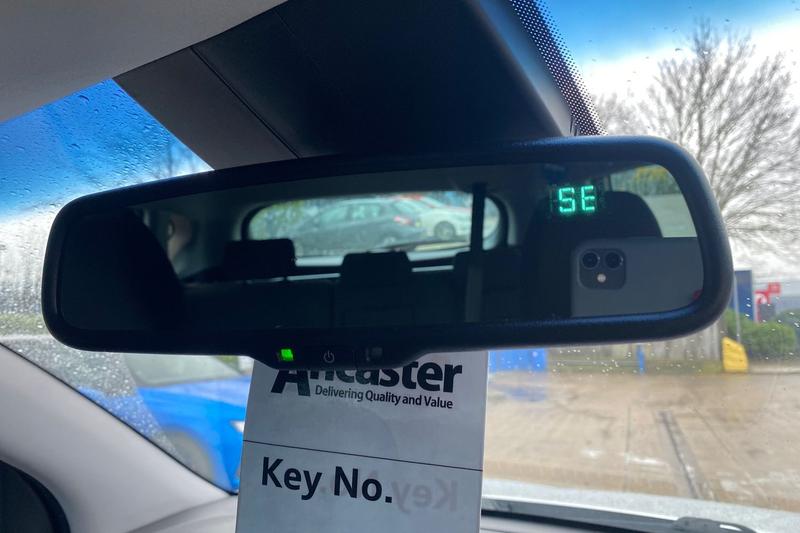 SE
Ancaster
Delivering Quality and Value
Key No.